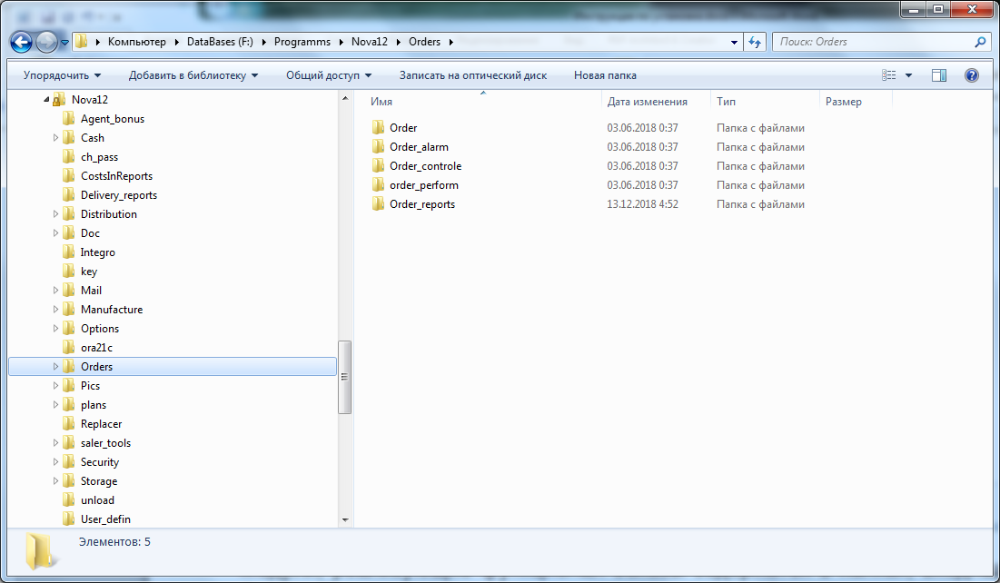 Компьютер DataBases (F:) Programms Nova12 Orders
Поиск: Orders
Упорядочить Добавить в библиотеку Общий доступ Записать на оптический диск Новая папка
Nova12
Agent_bonus
Cash
ch_pass
CostsInReports
Delivery_reports
Distribution
Doc
Integro
key
Mail
Manufacture
Options
ora21c
Orders
Pics
plans
Replacer
saler_tools
Security
Storage
unload
User_defin
Имя Дата изменения Тип Размер
Order 03.06.2018 0:37 Папка с файлами
Order_alarm 03.06.2018 0:37 Папка с файлами
Order_controle 03.06.2018 0:37 Папка с файлами
order_perform 03.06.2018 0:37 Папка с файлами
Order_reports 13.12.2018 4:52 Папка с файлами
Элементов: 5